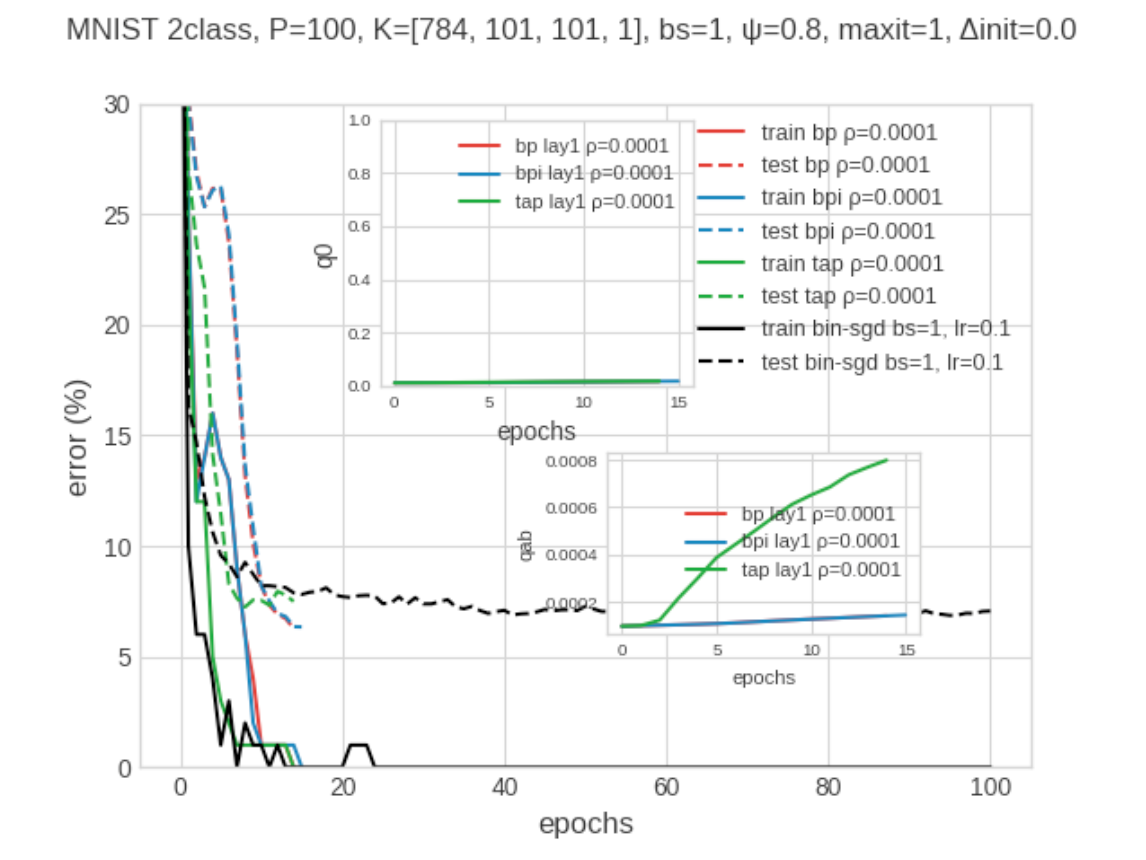 MNIST 2class, P=100, K=[784, 101, 101, 1], bs=1, ψ=0.8, maxit=1, Δinit=0.0
error (%)
30
25
20
15
10
5
0
0 20 40 60 80 100
epochs
train bp ρ=0.0001
test bp ρ=0.0001
train bpi ρ=0.0001
test bpi ρ=0.0001
train tap ρ=0.0001
test tap ρ=0.0001
train bin-sgd bs=1, lr=0.1
test bin-sgd bs=1, lr=0.1
q0
1.0
0.8
0.6
0.4
0.2
0.0
0 5 10 15
epochs
bp lay1 ρ=0.0001
bpi lay1 ρ=0.0001
tap lay1 ρ=0.0001
qab
0.0008
0.0006
0.0004
0.0002
0 5 10 15
epochs
bp lay1 ρ=0.0001
bpi lay1 ρ=0.0001
tap lay1 ρ=0.0001